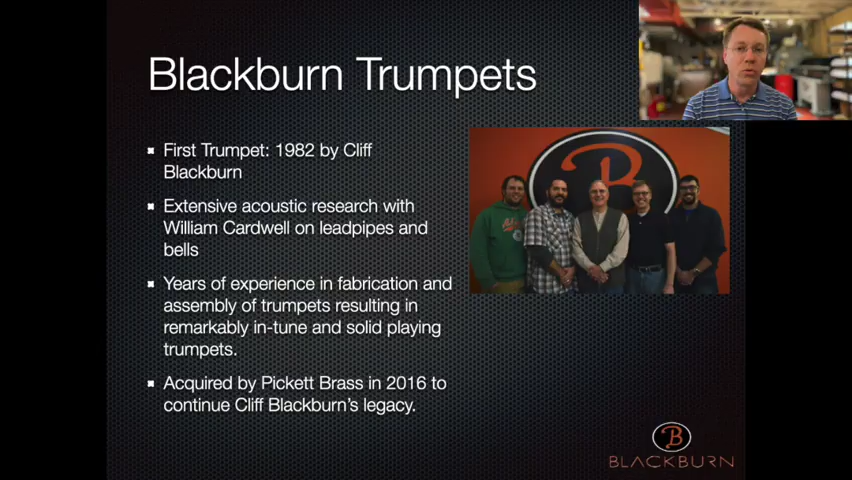 Blackburn Trumpets
First Trumpet: 1982 by Cliff
Blackburn
Extensive acoustic research with
William Cardwell on leadpipes and
bells
Years of experience in fabrication and
assembly of trumpets resulting in
remarkably in-tune and solid playing
trumpets.
Acquired by Pickett Brass in 2016 to
continue Cliff Blackburn's legacy.
B
B
BLACKBURN